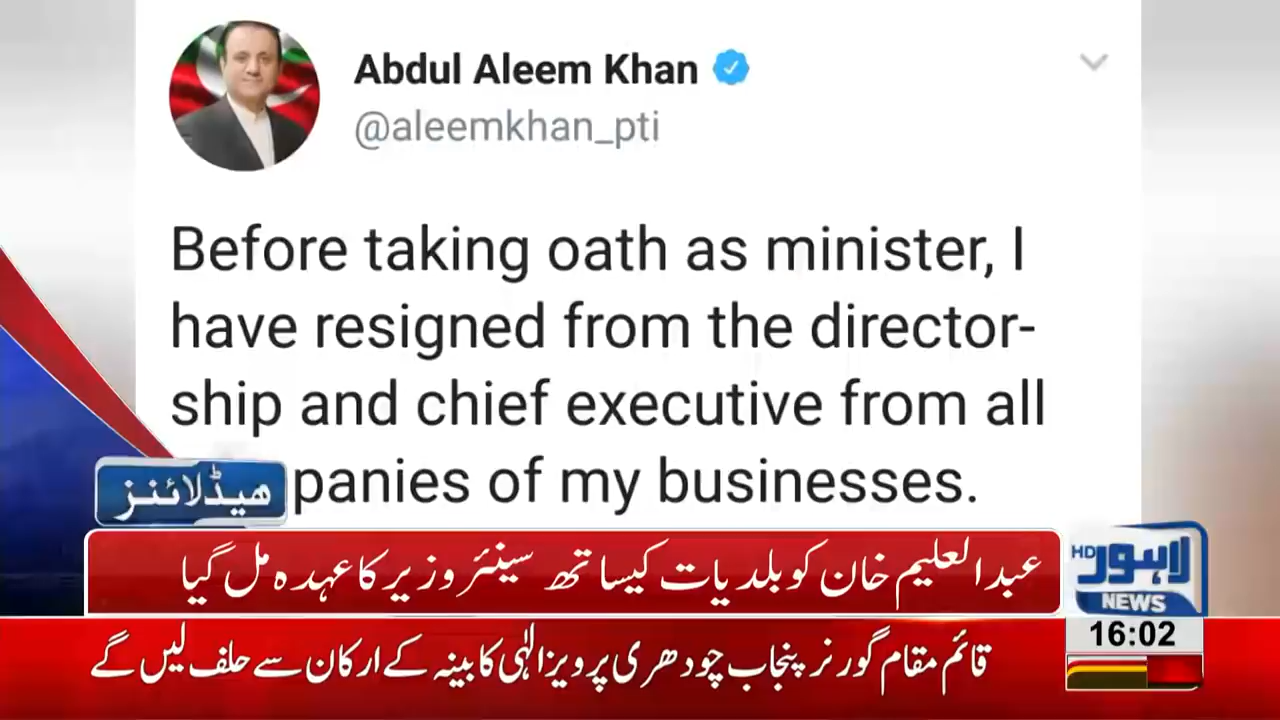 Abdul Aleem Khan
@aleemkhan_pti
Before taking oath as minister, I
have resigned from the director-
ship and chief executive from all
panies of my businesses.
ھیڈلائنز
عبدالعلیم خان کو بلدیات کیساتھ سینئر وزیر کا عہدہ مل گیا
HD لاہور
NEWS
16:02
قائم مقام گورنر پنجاب چودھری پرویز الٰہی کابینہ کے ارکان سے حلف لیں گے